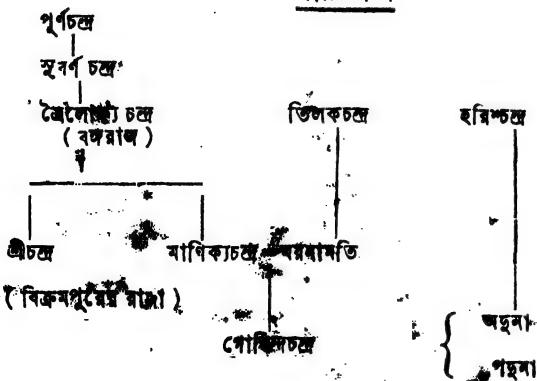 পূর্ণচন্দ্র
সুবর্ণ চন্দ্র
ত্রৈলোক্য চন্দ্র তিলকচন্দ্র হরিশ্চন্দ্র
( বঙ্গরাজ )
শ্রীচন্দ্র মাণিক্যচন্দ্র ময়নামতি
( বিক্রমপুরের রাজা )
অদুনা
গোবিন্দচন্দ্র
পদুনা